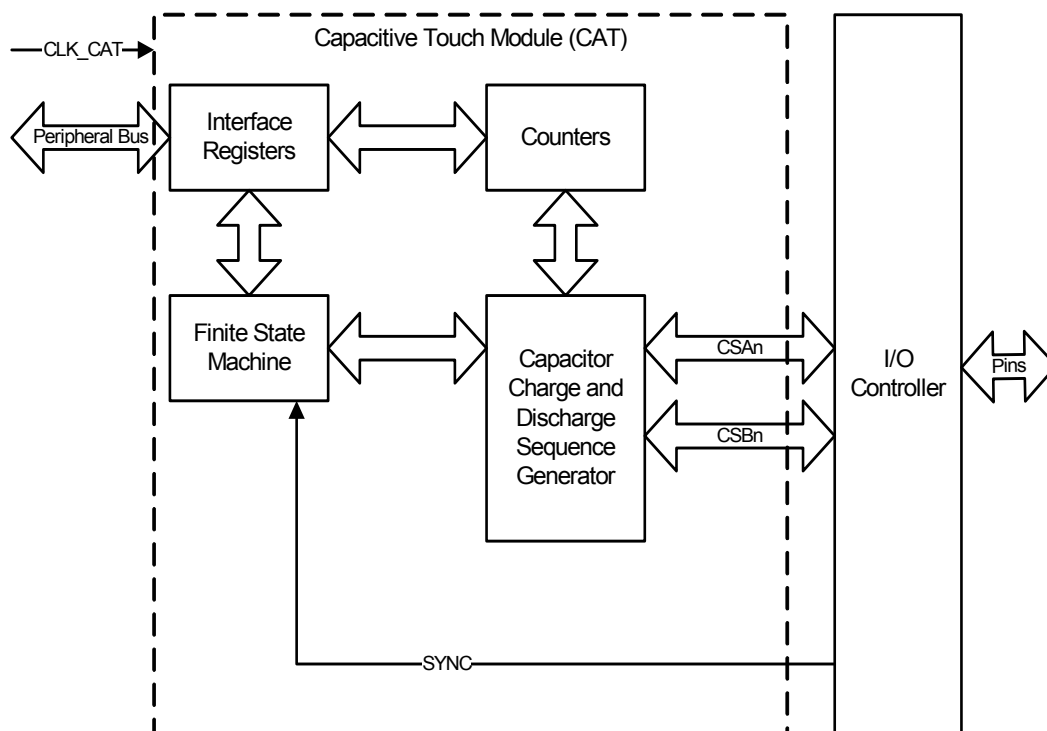 Capacitive Touch Module (CAT)
CLK_CAT
Peripheral Bus
Interface
Registers
Counters
Finite State
Machine
Capacitor
Charge and
Discharge
Sequence
Generator
CSAn
CSBn
I/O
Controller
Pins
SYNC